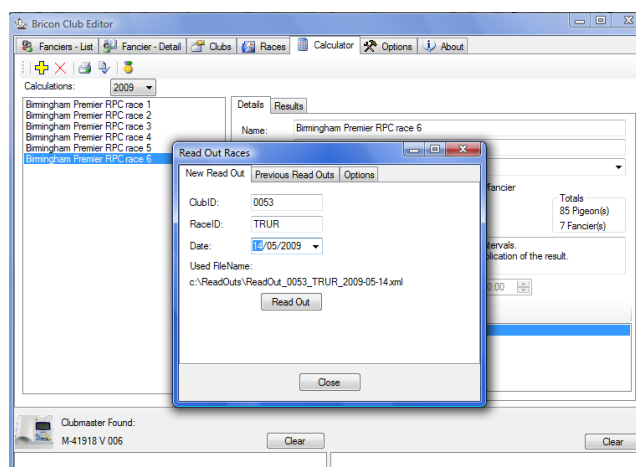 Bricon Club Editor
Fanciers - List Fancier - Detail Clubs Races Calculator Options About
Calculations: 2009
Birmingham Premier RPC race 1
Birmingham Premier RPC race 2
Birmingham Premier RPC race 3
Birmingham Premier RPC race 4
Birmingham Premier RPC race 5
Birmingham Premier RPC race 6
Details Results
Name: Birmingham Premier RPC race 6
Read Out Races
New Read Out Previous Read Outs Options
ClubID: 0053
RaceID: TRUR
Date: 14/05/2009
Used FileName:
c:\ReadOuts\ReadOut_0053_TRUR_2009-05-14.xml
Read Out
Close
fancier
Totals
85 Pigeon(s)
7 Fancier(s)
of the result.
Clubmaster Found:
M-41918 V 006
Clear
Clear